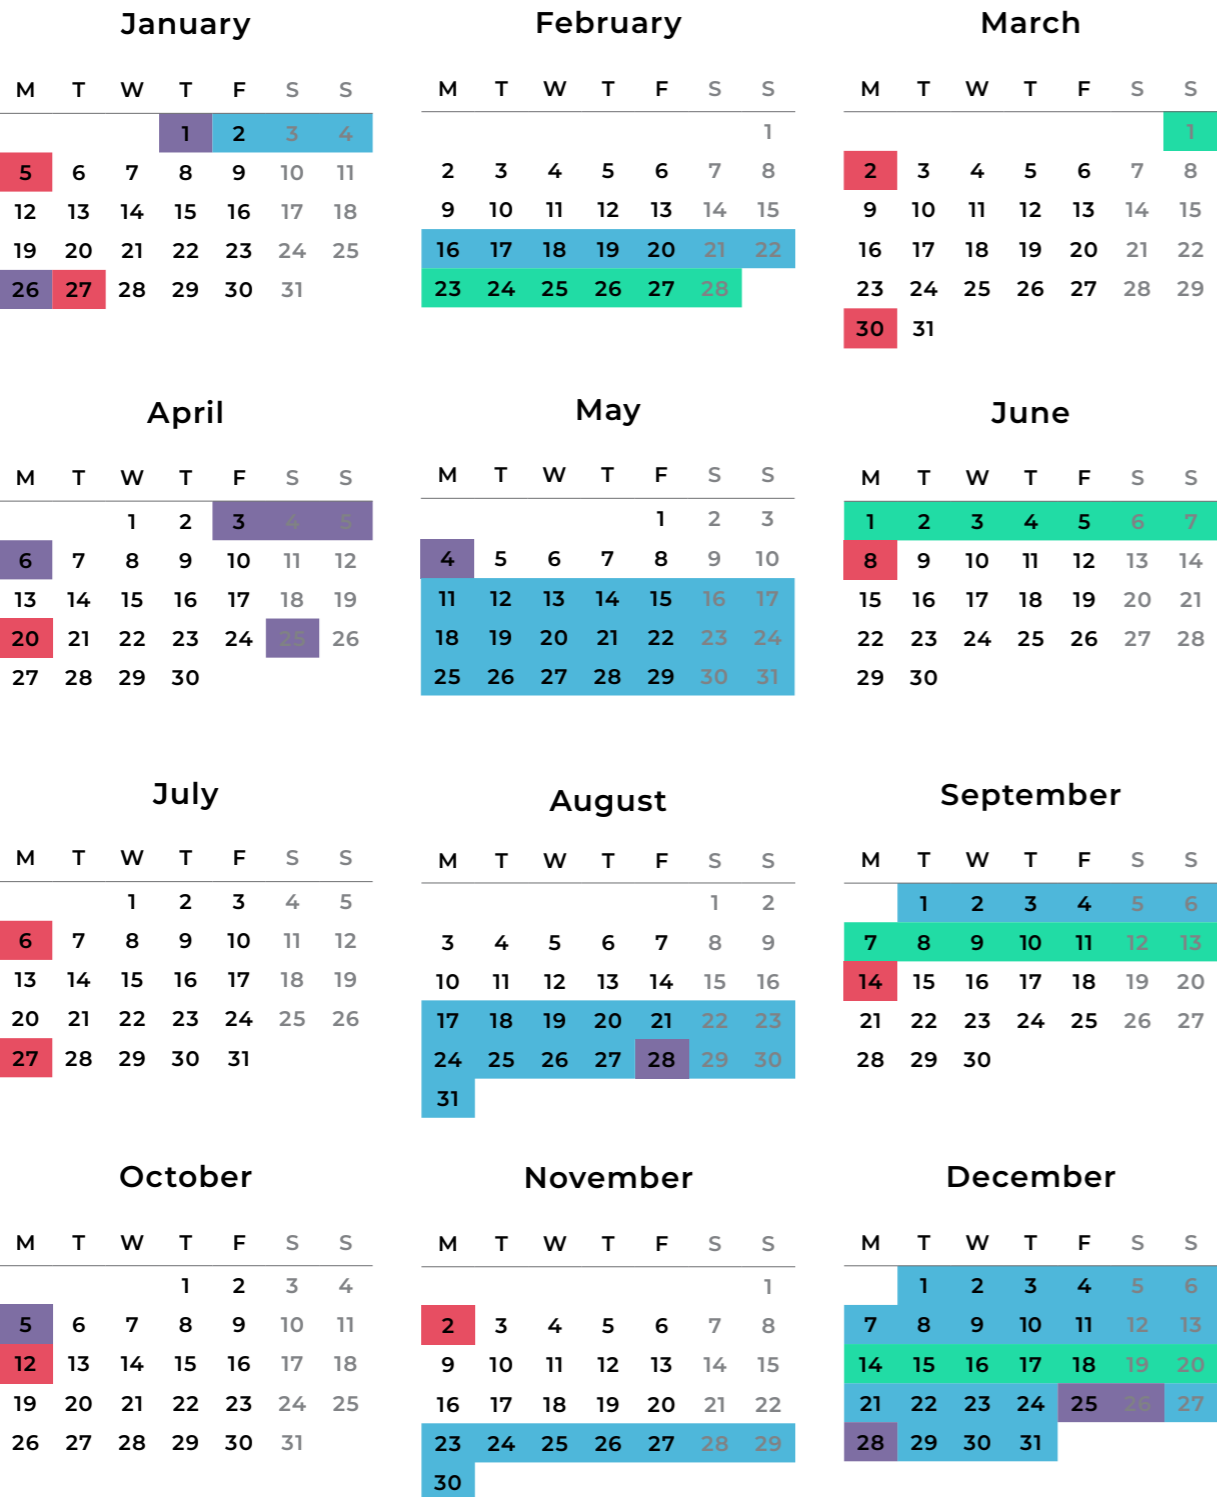 January
M T W T F S S
1 2 3 4
5 6 7 8 9 10 11
12 13 14 15 16 17 18
19 20 21 22 23 24 25
26 27 28 29 30 31
February
M T W T F S S
1
2 3 4 5 6 7 8
9 10 11 12 13 14 15
16 17 18 19 20 21 22
23 24 25 26 27 28
March
M T W T F S S
1
2 3 4 5 6 7 8
9 10 11 12 13 14 15
16 17 18 19 20 21 22
23 24 25 26 27 28 29
30 31
April
M T W T F S S
1 2 3 4 5
6 7 8 9 10 11 12
13 14 15 16 17 18 19
20 21 22 23 24 25 26
27 28 29 30
May
M T W T F S S
1 2 3
4 5 6 7 8 9 10
11 12 13 14 15 16 17
18 19 20 21 22 23 24
25 26 27 28 29 30 31
June
M T W T F S S
1 2 3 4 5 6 7
8 9 10 11 12 13 14
15 16 17 18 19 20 21
22 23 24 25 26 27 28
29 30
July
M T W T F S S
1 2 3 4 5
6 7 8 9 10 11 12
13 14 15 16 17 18 19
20 21 22 23 24 25 26
27 28 29 30 31
August
M T W T F S S
1 2
3 4 5 6 7 8 9
10 11 12 13 14 15 16
17 18 19 20 21 22 23
24 25 26 27 28 29 30
31
September
M T W T F S S
1 2 3 4 5 6
7 8 9 10 11 12 13
14 15 16 17 18 19 20
21 22 23 24 25 26 27
28 29 30
October
M T W T F S S
1 2 3 4
5 6 7 8 9 10 11
12 13 14 15 16 17 18
19 20 21 22 23 24 25
26 27 28 29 30 31
November
M T W T F S S
1
2 3 4 5 6 7 8
9 10 11 12 13 14 15
16 17 18 19 20 21 22
23 24 25 26 27 28 29
30
December
M T W T F S S
1 2 3 4 5 6
7 8 9 10 11 12 13
14 15 16 17 18 19 20
21 22 23 24 25 26 27
28 29 30 31